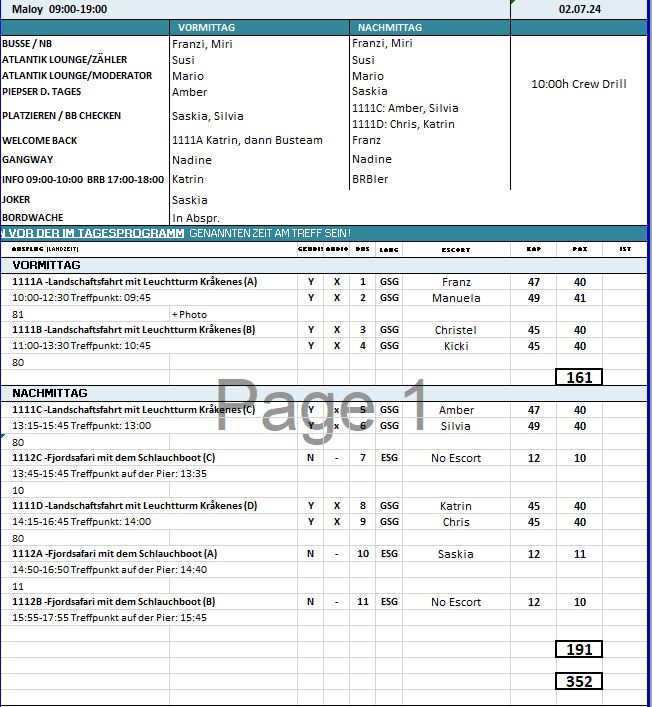 Maloy 09:00-19:00 02.07.24
VORMITTAG NACHMITTAG
BUSSE / NB Franzi, Miri Franzi, Miri
ATLANTIK LOUNGE/ZÄHLER Susi Susi
ATLANTIK LOUNGE/MODERATOR Mario Mario
PIEPSER D. TAGES Amber Saskia
10:00h Crew Drill
PLATZIEREN / BB CHECKEN Saskia, Silvia 1111C: Amber, Silvia
1111D: Chris, Katrin
WELCOME BACK 1111A Katrin, dann Busteam Franz
GANGWAY Nadine Nadine
INFO 09:00-10:00 BRB 17:00-18:00 Katrin BRBler
JOKER Saskia
BORDWACHE In Abspr.
N VOR DER IM TAGESPROGRAMM GENANNTEN ZEIT AM TREFF SEIN!
AUSFLUG (LANDZEIT) AUDIO BUS LANG ESCORT KAP PAX IST
VORMITTAG
1111A -Landschaftsfahrt mit Leuchtturm Kråkenes (A) Y X 1 GSG Franz 47 40
10:00-12:30 Treffpunkt: 09:45 Y X 2 GSG Manuela 49 41
81 +Photo
1111B -Landschaftsfahrt mit Leuchtturm Kråkenes (B) Y X 3 GSG Christel 45 40
11:00-13:30 Treffpunkt: 10:45 Y X 4 GSG Kicki 45 40
80
161
NACHMITTAG
1111C -Landschaftsfahrt mit Leuchtturm Kråkenes (C) Y x 5 GSG Amber 47 40
13:15-15:45 Treffpunkt: 13:00 Y x 6 GSG Silvia 49 40
80
1112C -Fjordsafari mit dem Schlauchboot (C) N - 7 ESG No Escort 12 10
13:45-15:45 Treffpunkt auf der Pier: 13:35
10
1111D -Landschaftsfahrt mit Leuchtturm Kråkenes (D) Y X 8 GSG Katrin 45 40
14:15-16:45 Treffpunkt: 14:00 Y X 9 GSG Chris 45 40
80
1112A -Fjordsafari mit dem Schlauchboot (A) N - 10 ESG Saskia 12 11
14:50-16:50 Treffpunkt auf der Pier: 14:40
11
1112B -Fjordsafari mit dem Schlauchboot (B) N - 11 ESG No Escort 12 10
15:55-17:55 Treffpunkt auf der Pier: 15:45
191
352
Page 1